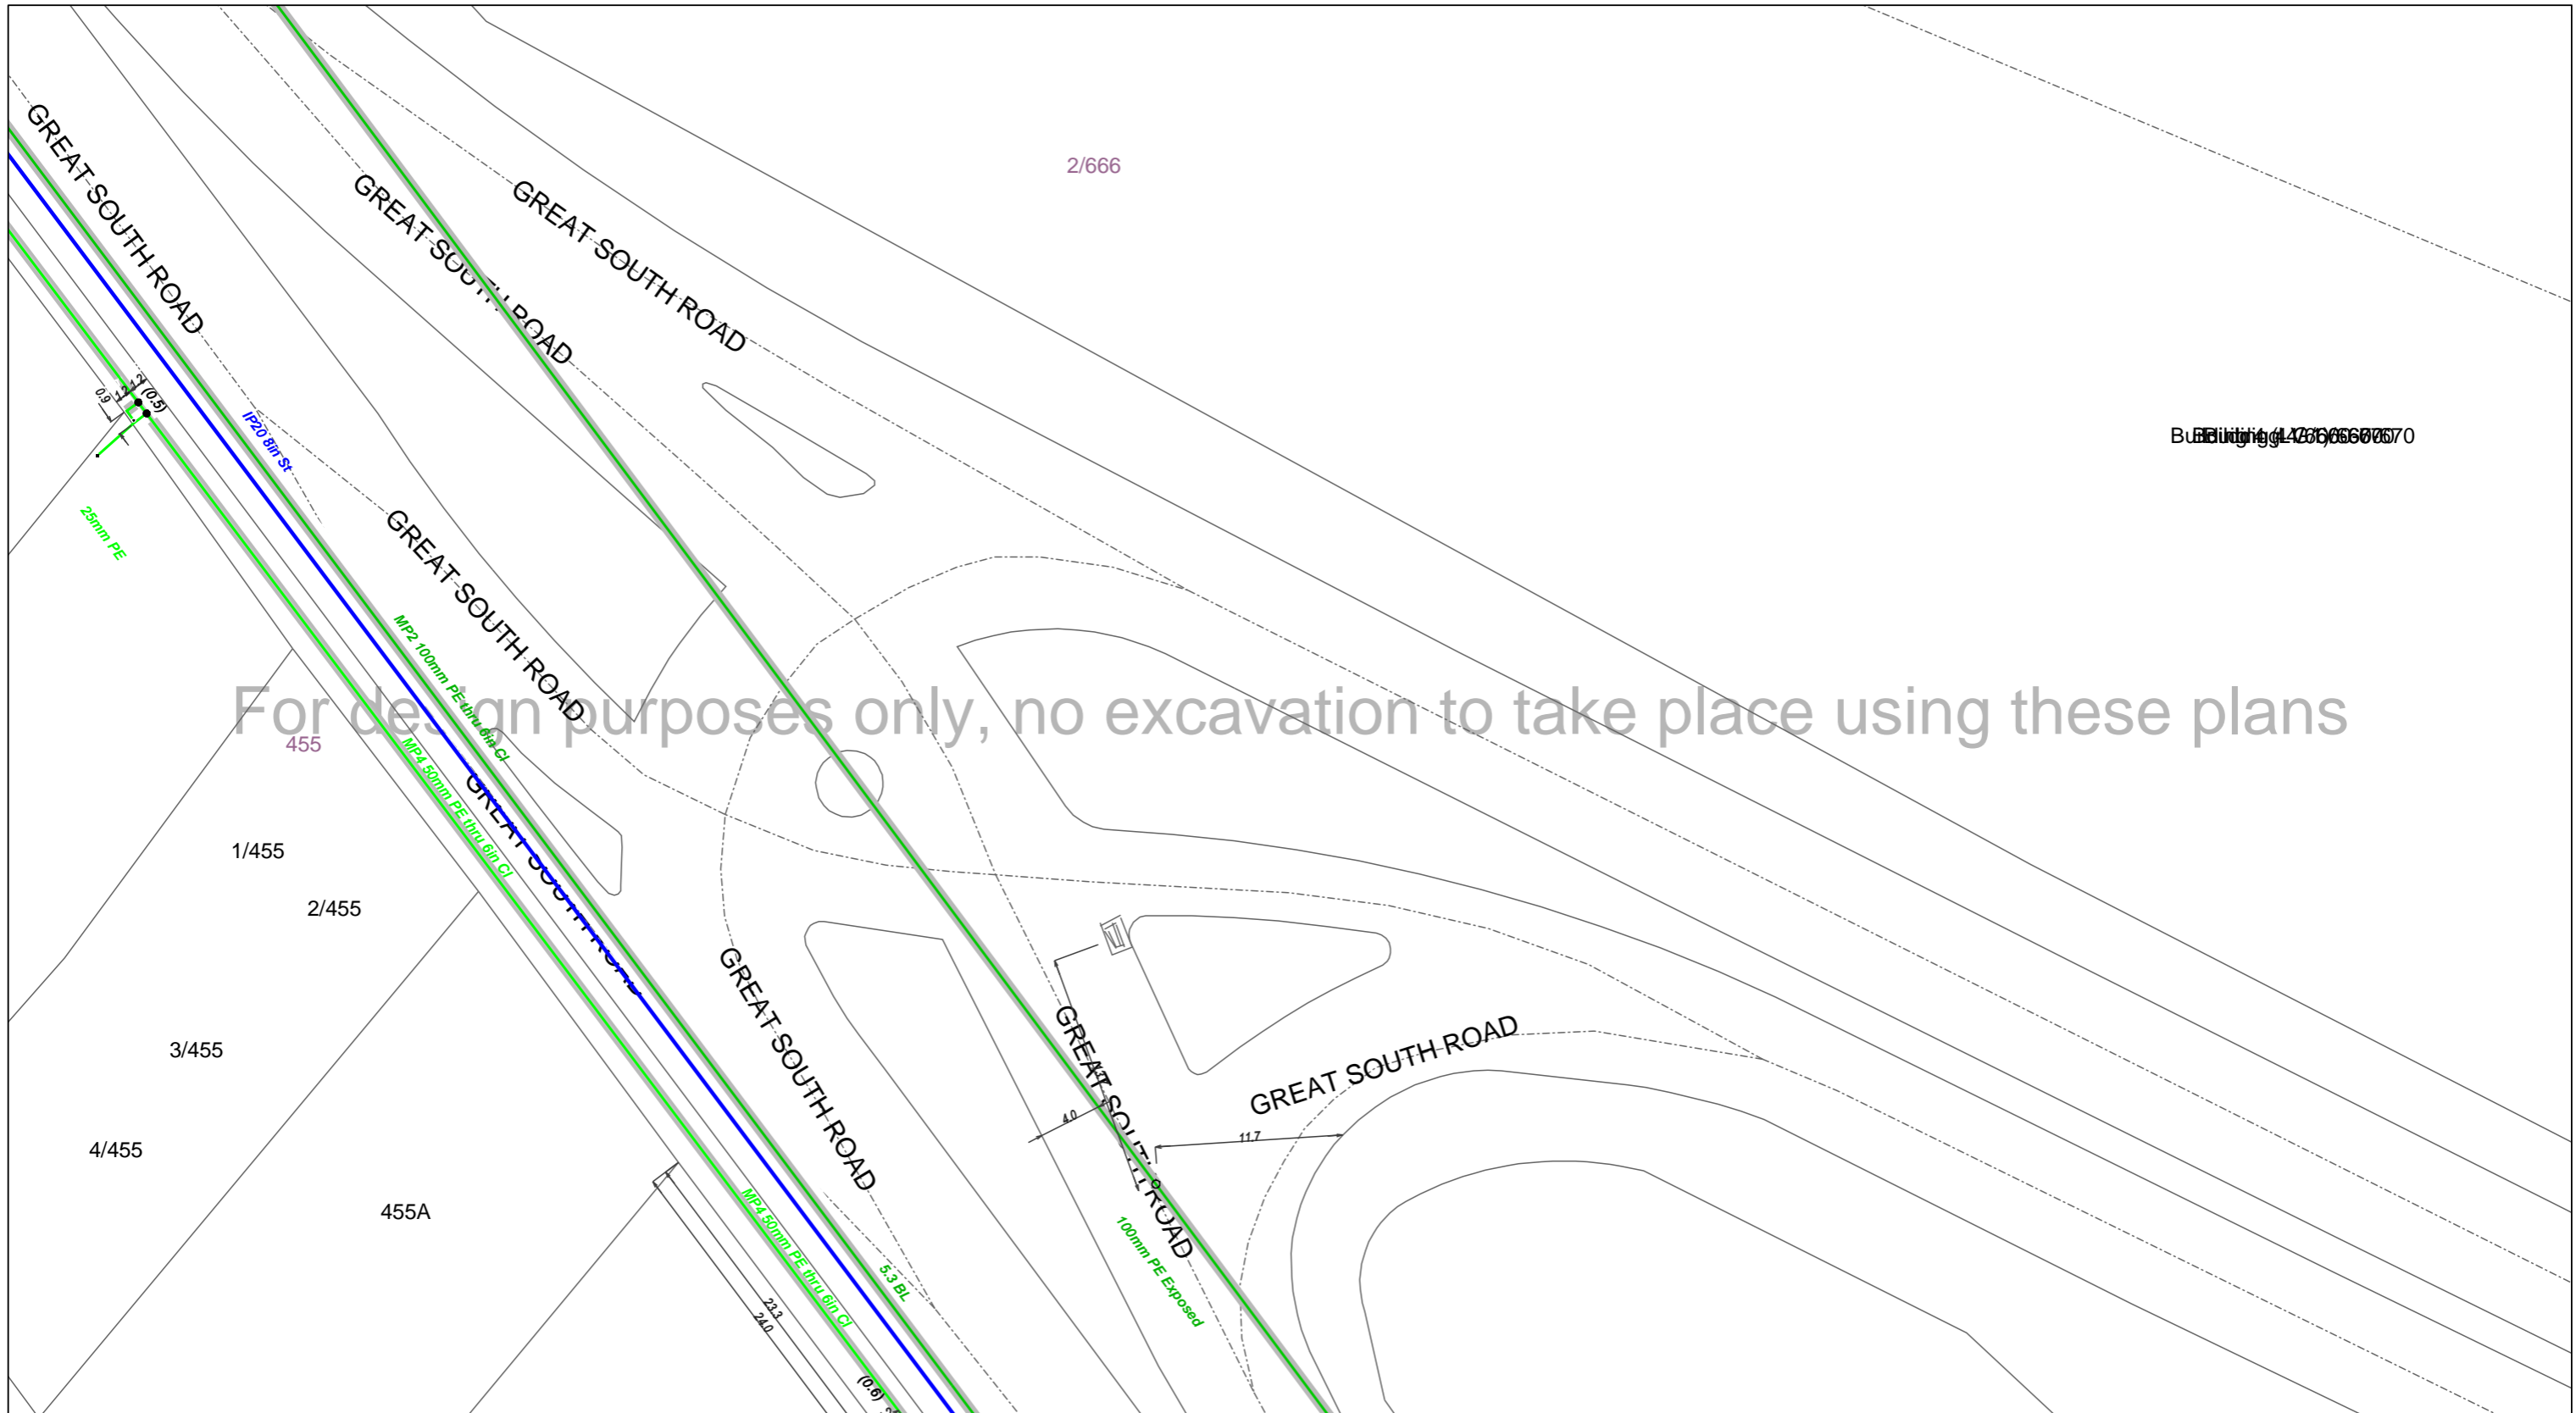 GREAT SOUTH ROAD
2/666
GREAT SOUTH ROAD
GREAT SOUTH ROAD
0.9
(0.5)
IP20 8in St
25mm PE
GREAT SOUTH ROAD
MP2 100mm PE thru 6in CI
For design purposes only, no excavation to take place using these plans
455
MP4 50mm PE thru 6in CI
GREAT SOUTH ROAD
1/455
2/455
GREAT SOUTH ROAD
GREAT SOUTH ROAD
GREAT SOUTH ROAD
3/455
4.0
11.7
4/455
455A
MP4 50mm PE thru 6in CI
100mm PE Exposed
5.3 BL
23.3
24.0
(0.6)